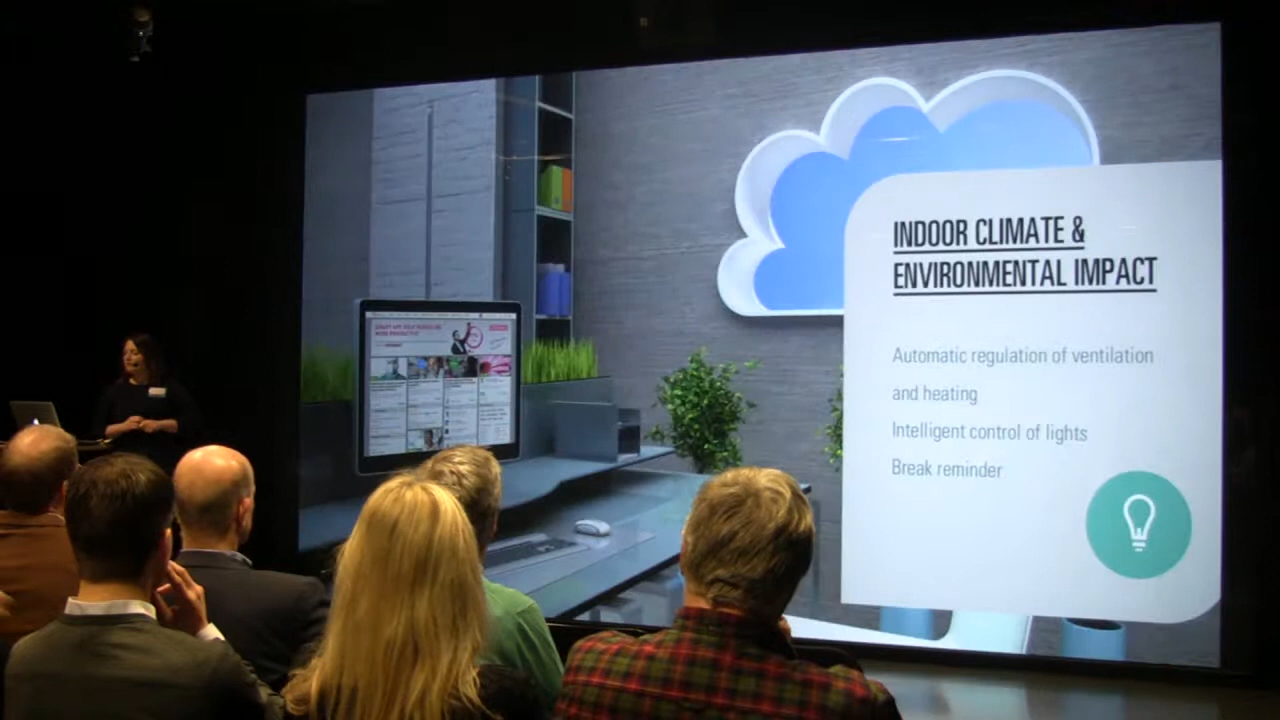 INDOOR CLIMATE &
ENVIRONMENTAL IMPACT
Automatic regulation of ventilation
and heating
Intelligent control of lights
Break reminder